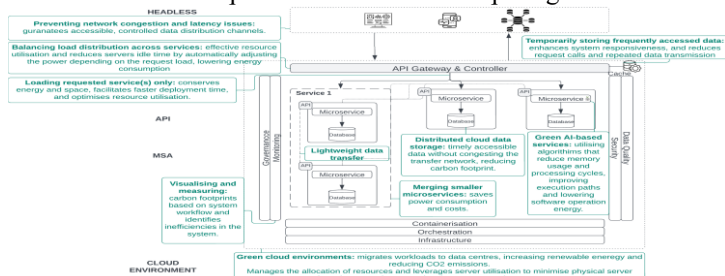 HEADLESS
Preventing network congestion and latency issues:
guranatees accessible, controlled data distribution channels.
Balancing load distribution across services: effective resource
utilisation and reduces servers idle time by automatically adjusting
the power depending on the request load, lowering energy
consumption
Temporarily storing frequently accessed data:
enhances system responsiveness, and reduces
request calls and repeated data transmission
API Gateway & Controller
Cache
Loading requested service(s) only: conserves
energy and space, facilitates faster deployment time,
and optimises resource utilisation.
API
MSA
Governance
Monitoring
Service 1
API
Microservice
Database
Lightweight data
transfer
API
Microservice
Database
API
Microservice
Database
Distributed cloud data
storage: timely accessible
data without congesting the
transfer network, reducing
carbon footprint.
Merging smaller
microservices: saves
power consumption
and costs.
API
Microservice
Database
Green AI-based
services: utilising
algorithms that
reduce memory
usage and
processing cycles,
improving
execution paths
and lowering
software operation
energy.
Data Quality
Security
Visualising and
measuring:
carbon footprints
based on system
workflow and
identifies
inefficiencies in the
system.
Containerisation
Orchestration
Infrastructure
CLOUD
ENVIRONMENT
Green cloud environments: migrates workloads to data centres, increasing renewable energy and
reducing CO2 emissions.
Manages the allocation of resources and leverages server utilisation to minimise physical server